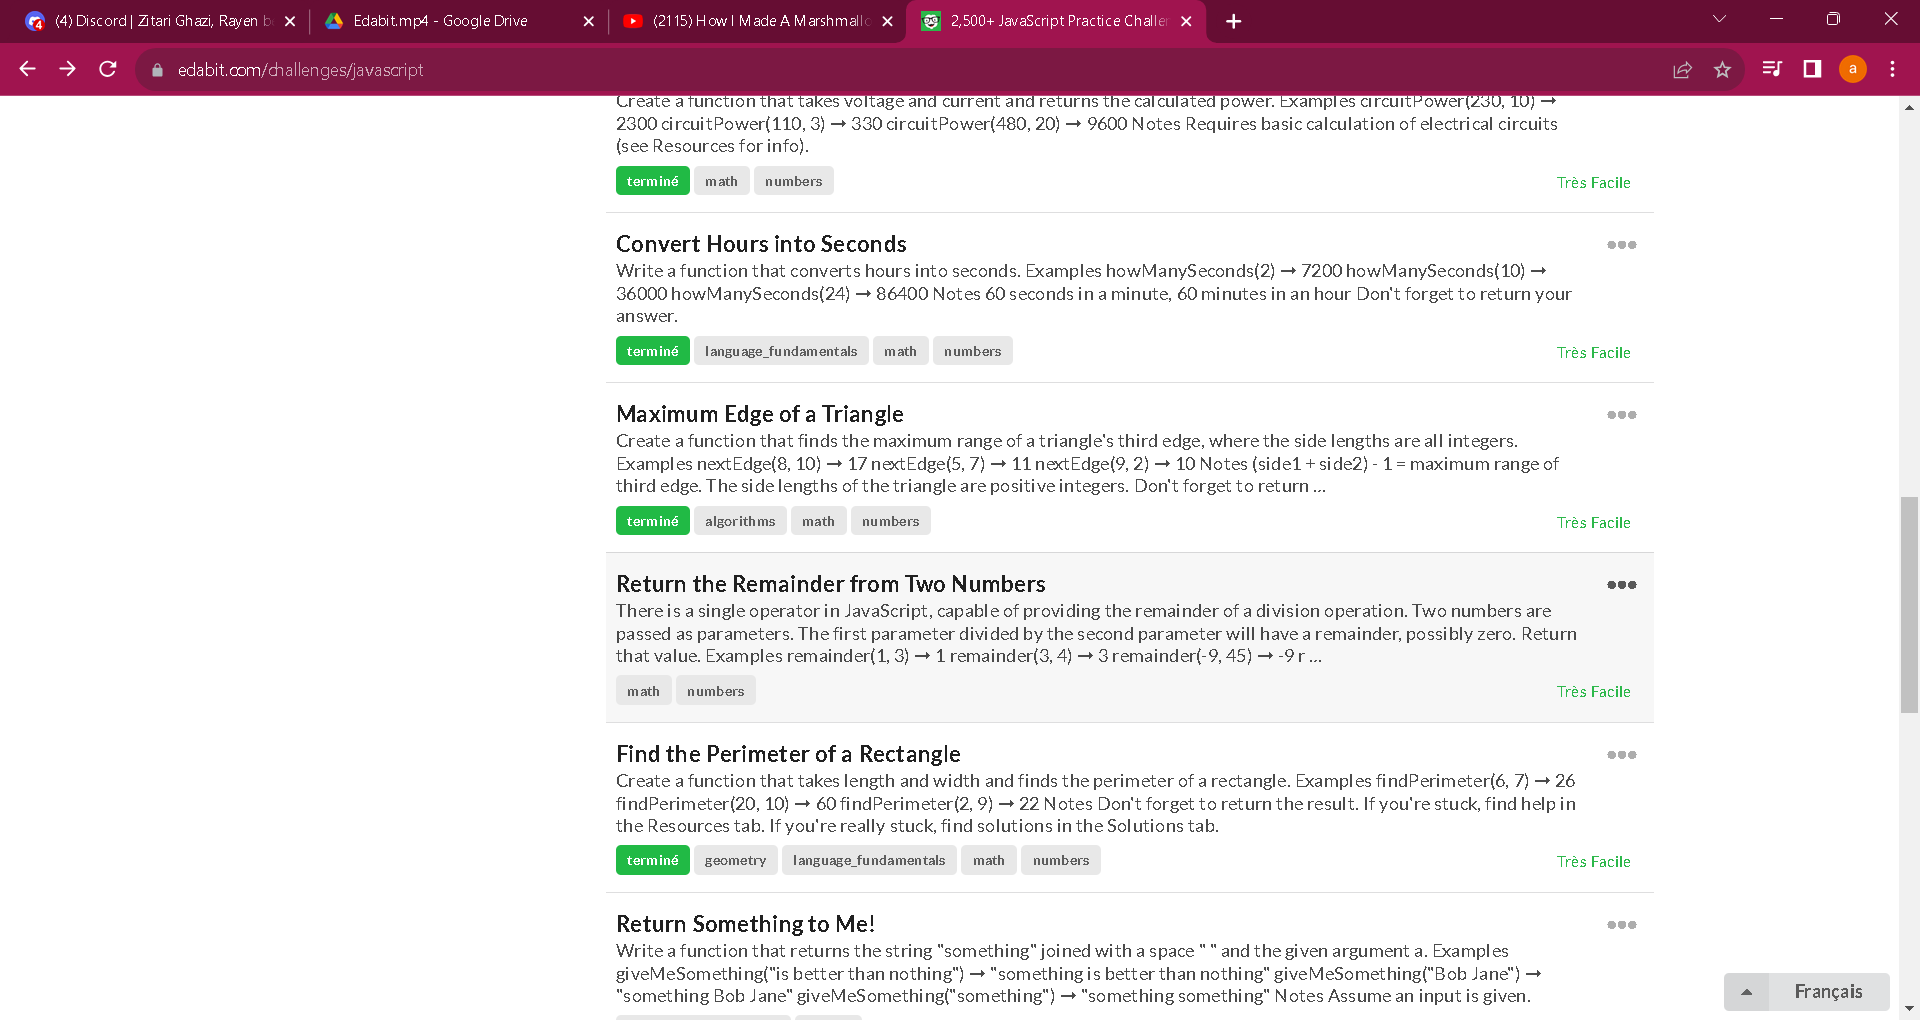 (4) Discord | Zitari Ghazi, Rayen b
Edabit.mp4 - Google Drive
(2115) How I Made A Marshmallo
2,500+ JavaScript Practice Challe
edabit.com/challenges/javascript
a
Create a function that takes voltage and current and returns the calculated power. Examples circuitPower(230, 10) →
2300 circuitPower(110, 3) → 330 circuitPower(480, 20) → 9600 Notes Requires basic calculation of electrical circuits
(see Resources for info).
terminé math numbers Très Facile
Convert Hours into Seconds
Write a function that converts hours into seconds. Examples howManySeconds(2) → 7200 howManySeconds(10) →
36000 howManySeconds(24) → 86400 Notes 60 seconds in a minute, 60 minutes in an hour Don't forget to return your
answer.
terminé language_fundamentals math numbers Très Facile
Maximum Edge of a Triangle
Create a function that finds the maximum range of a triangle's third edge, where the side lengths are all integers.
Examples nextEdge(8, 10) → 17 nextEdge(5, 7) → 11 nextEdge(9, 2) → 10 Notes (side1 + side2) - 1 = maximum range of
third edge. The side lengths of the triangle are positive integers. Don't forget to return ...
terminé algorithms math numbers Très Facile
Return the Remainder from Two Numbers
There is a single operator in JavaScript, capable of providing the remainder of a division operation. Two numbers are
passed as parameters. The first parameter divided by the second parameter will have a remainder, possibly zero. Return
that value. Examples remainder(1, 3) → 1 remainder(3, 4) → 3 remainder(-9, 45) → -9 r ...
math numbers Très Facile
Find the Perimeter of a Rectangle
Create a function that takes length and width and finds the perimeter of a rectangle. Examples findPerimeter(6, 7) → 26
findPerimeter(20, 10) → 60 findPerimeter(2, 9) → 22 Notes Don't forget to return the result. If you're stuck, find help in
the Resources tab. If you're really stuck, find solutions in the Solutions tab.
terminé geometry language_fundamentals math numbers Très Facile
Return Something to Me!
Write a function that returns the string "something" joined with a space " " and the given argument a. Examples
giveMeSomething("is better than nothing") → "something is better than nothing" giveMeSomething("Bob Jane") →
"something Bob Jane" giveMeSomething("something") → "something something" Notes Assume an input is given.
Français